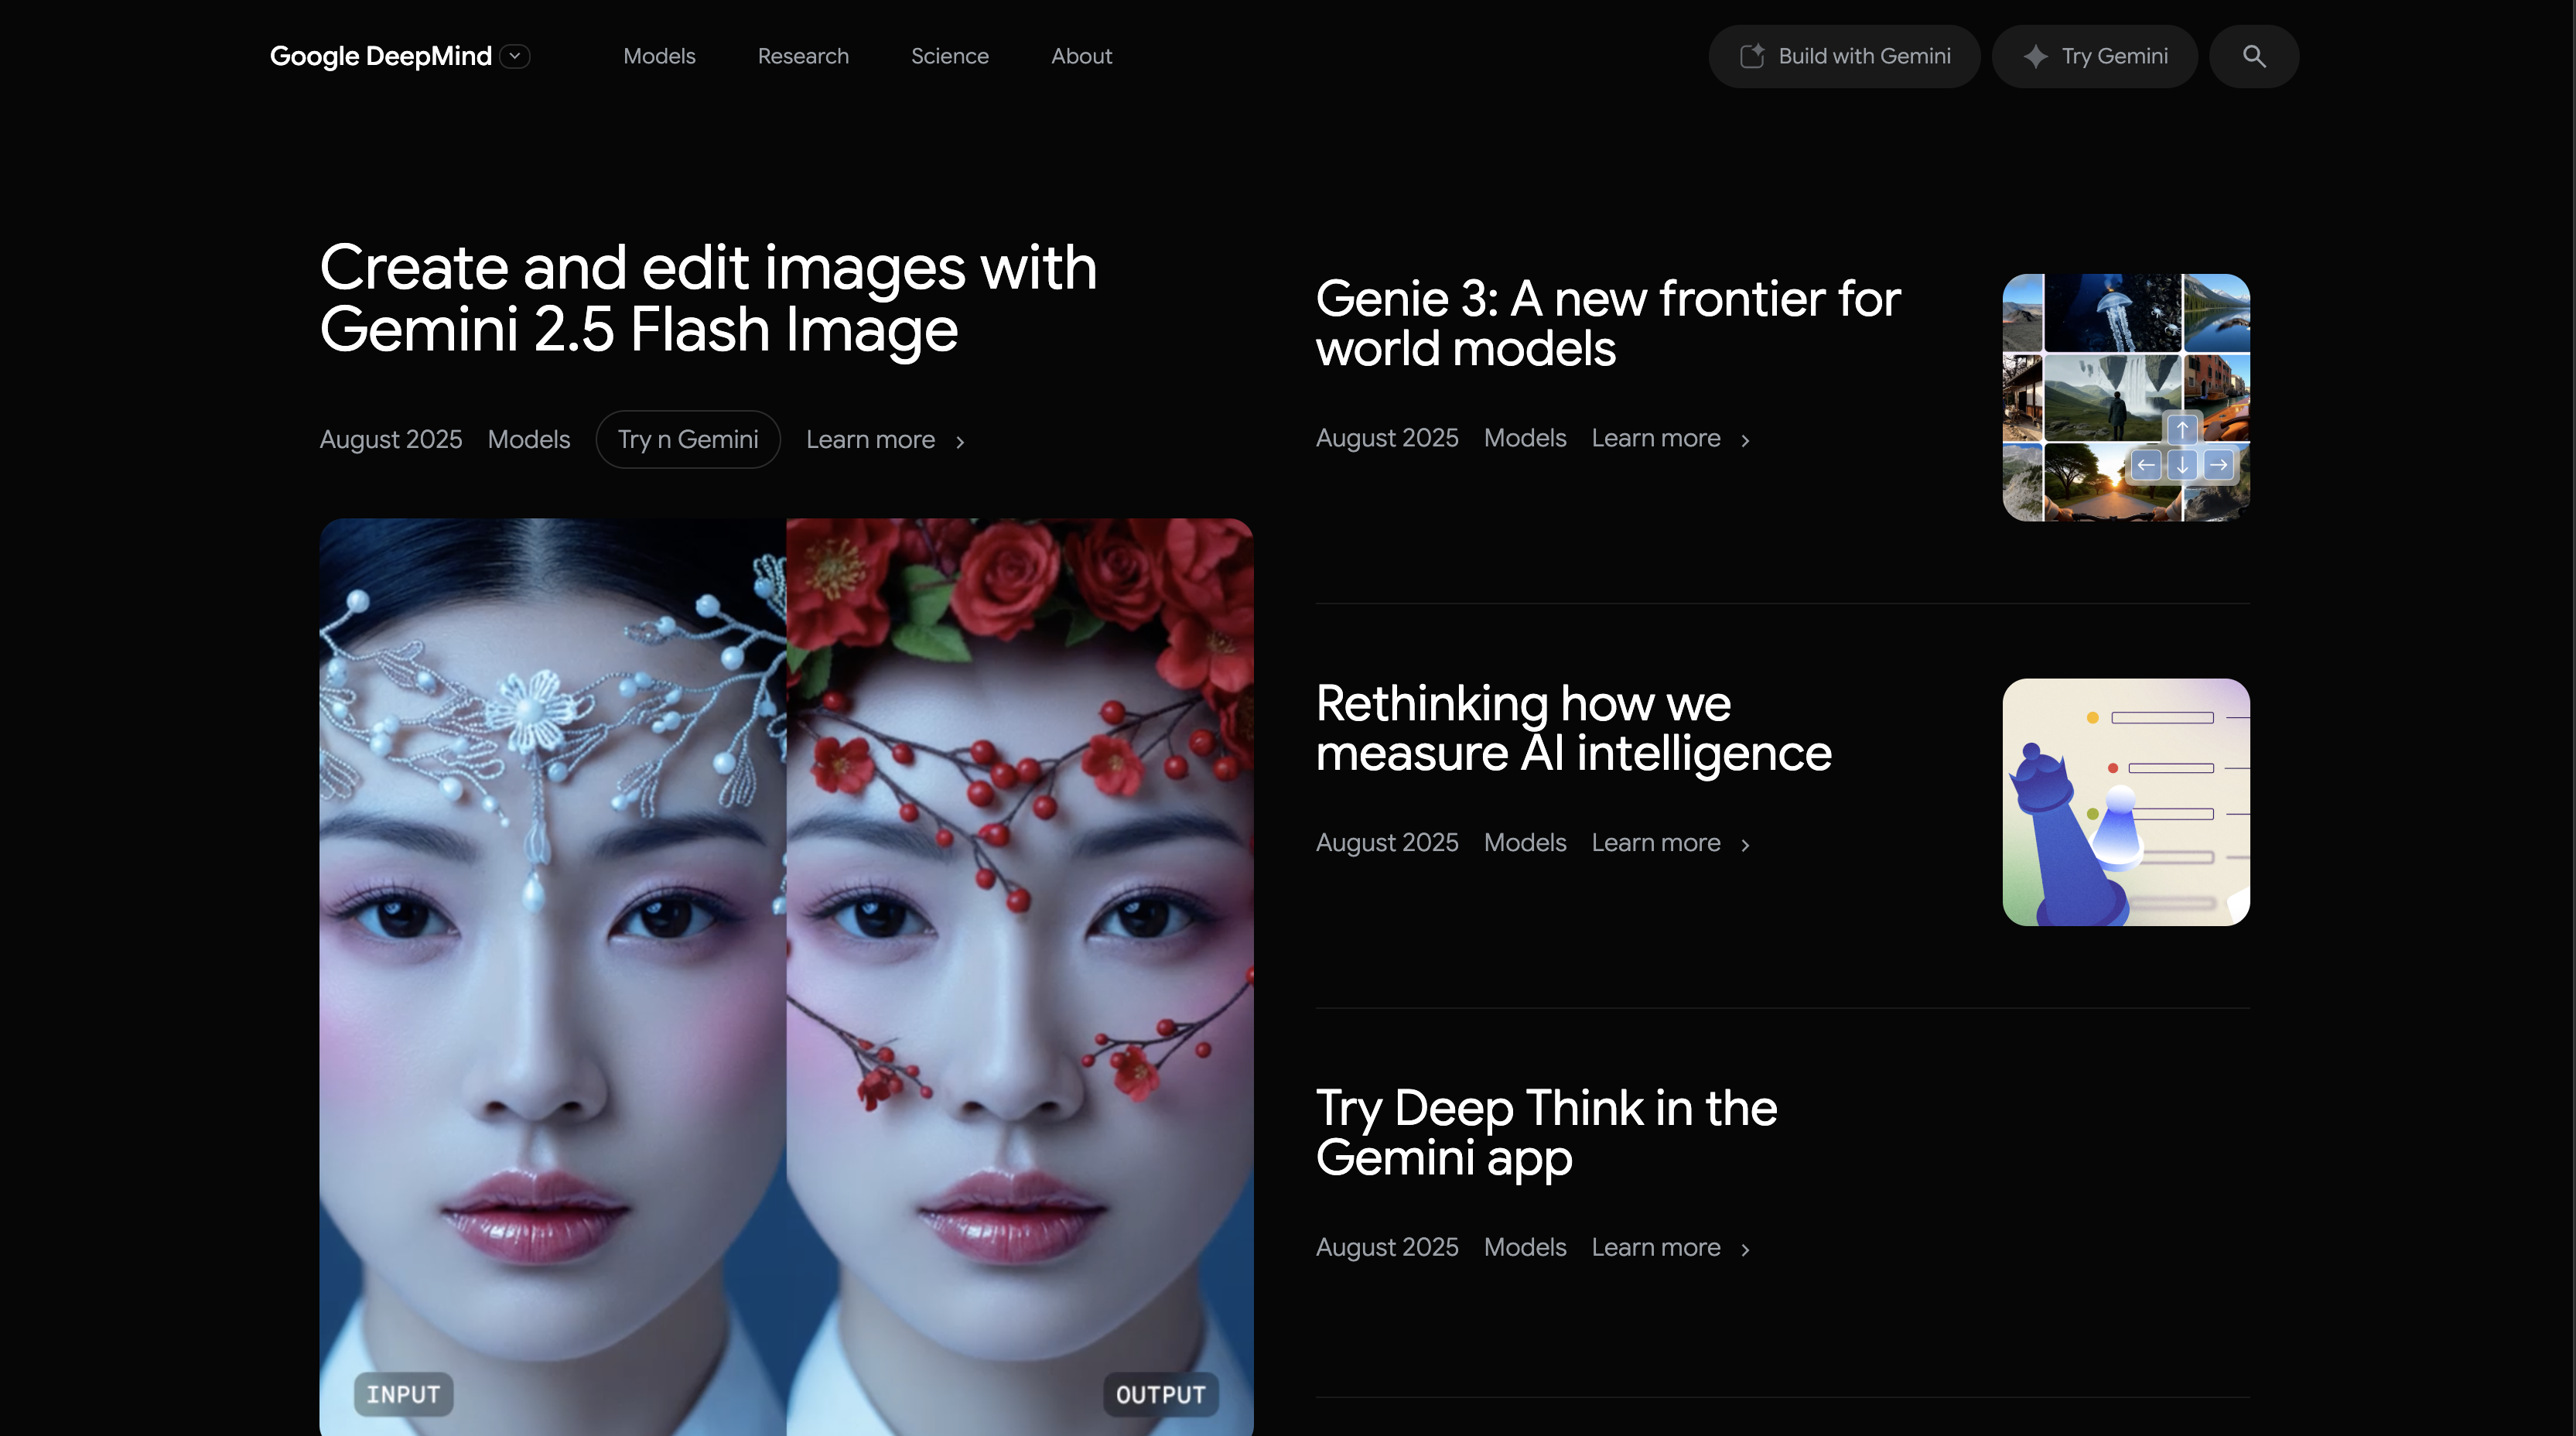 Google DeepMind
Models
Research
Science
About
Build with Gemini
Try Gemini
Create and edit images with
Gemini 2.5 Flash Image
August 2025 Models Try n Gemini Learn more
INPUT
OUTPUT
Genie 3: A new frontier for
world models
August 2025 Models Learn more
Rethinking how we
measure AI intelligence
August 2025 Models Learn more
Try Deep Think in the
Gemini app
August 2025 Models Learn more